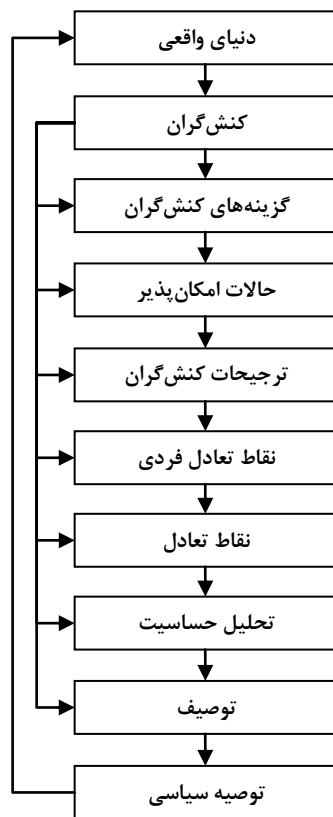 دنیای واقعی
کنش‌گران
گزینه‌های کنش‌گران
حالات امکان‌پذیر
ترجیحات کنش‌گران
نقاط تعادل فردی
نقاط تعادل
تحلیل حساسیت
توصیف
توصیه سیاسی